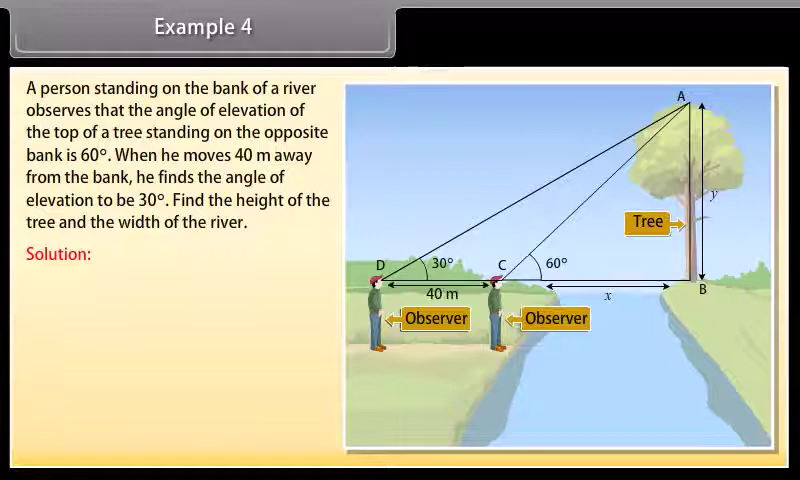 Example 4
A person standing on the bank of a river
observes that the angle of elevation of
the top of a tree standing on the opposite
bank is 60°. When he moves 40 m away
from the bank, he finds the angle of
elevation to be 30°. Find the height of the
tree and the width of the river.
Solution:
A
y
Tree
D
30°
C
60°
B
40 m
x
Observer
Observer